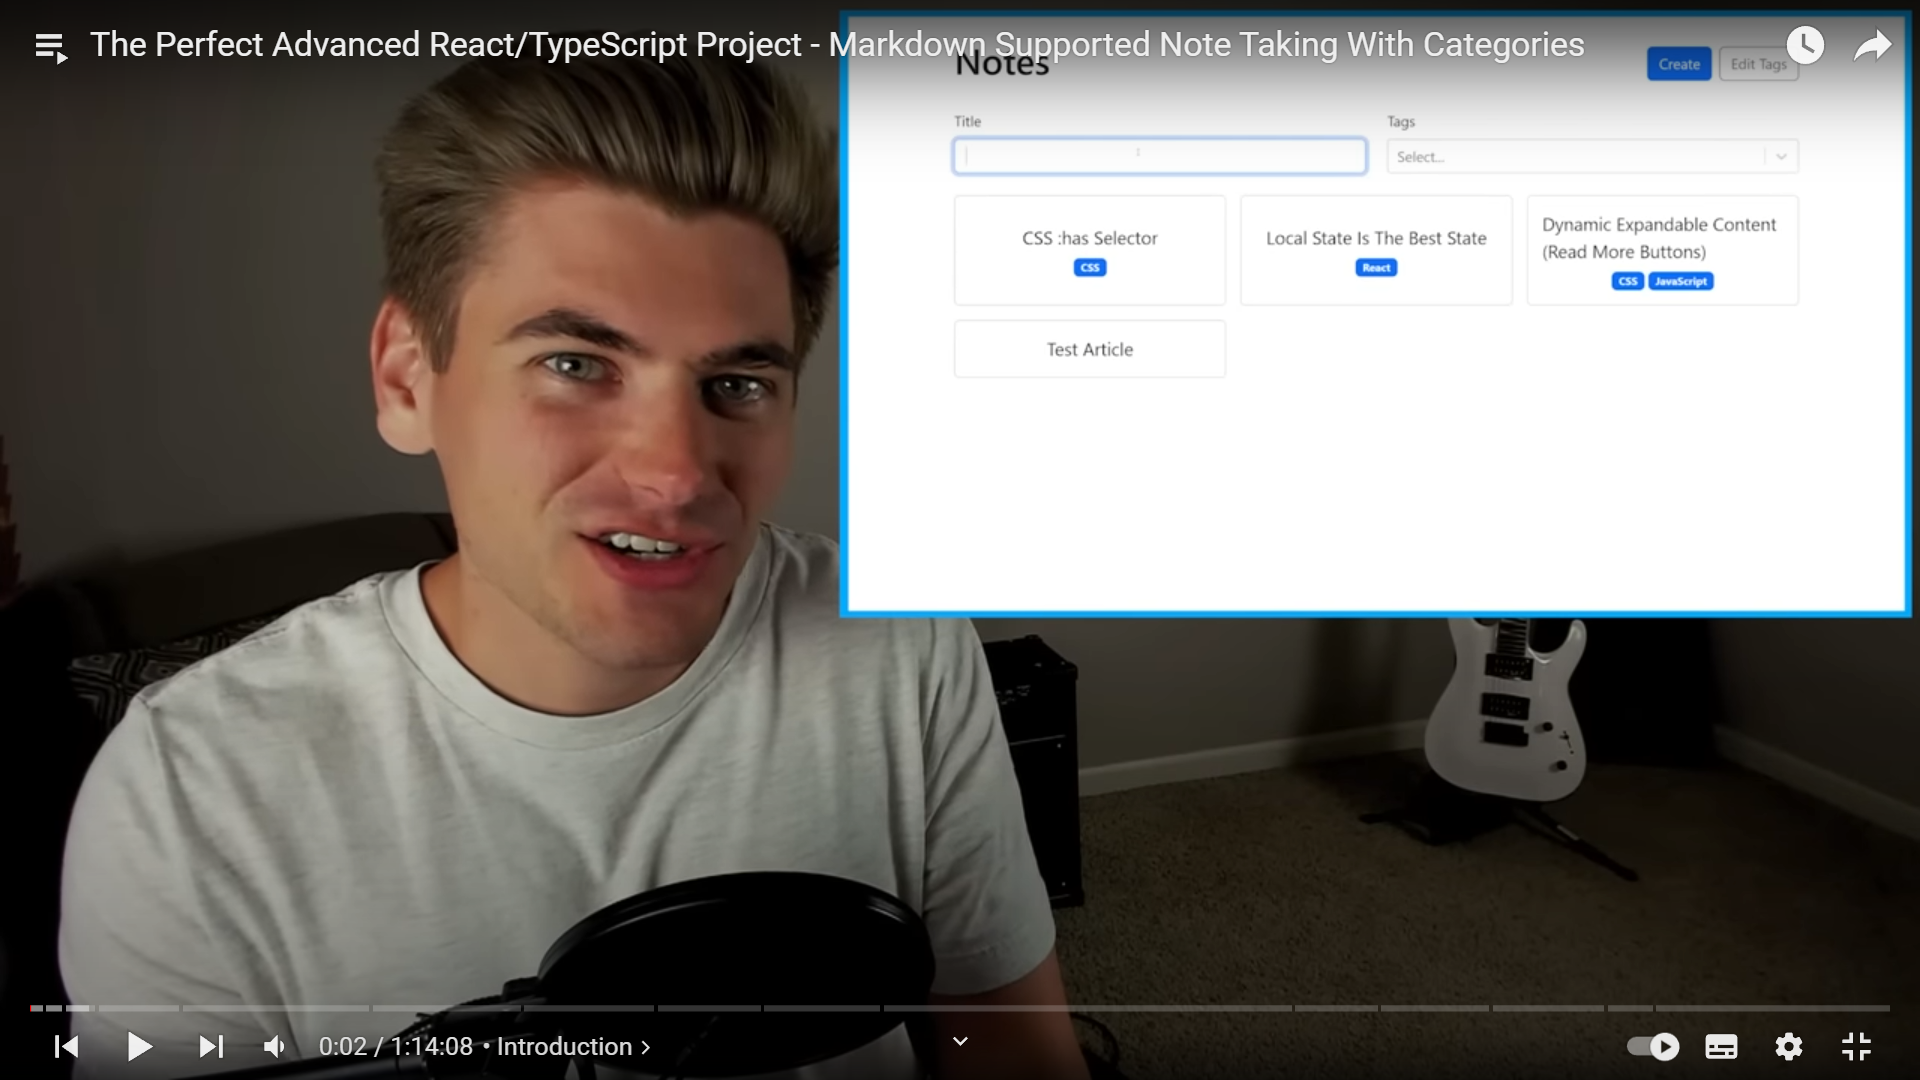 The Perfect Advanced React/TypeScript Project - Markdown Supported Note Taking With Categories
Notes
Create
Edit Tags
Title
Tags
Select...
CSS :has Selector
CSS
Local State Is The Best State
React
Dynamic Expandable Content
(Read More Buttons)
CSS JavaScript
Test Article
0:02 / 1:14:08 • Introduction